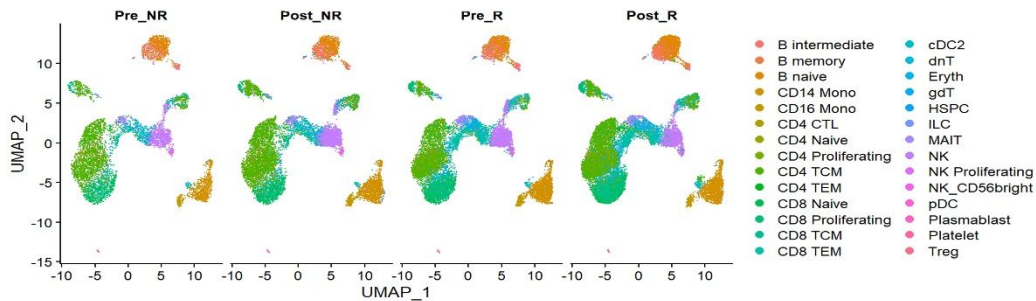 Pre_NR Post_NR Pre_R Post_R
10
5
0
-5
-10
-15
UMAP_2
-10 -5 0 5 10 -10 -5 0 5 10 -10 -5 0 5 10 -10 -5 0 5 10
UMAP_1
B intermediate
B memory
B naive
CD14 Mono
CD16 Mono
CD4 CTL
CD4 Naive
CD4 Proliferating
CD4 TCM
CD4 TEM
CD8 Naive
CD8 Proliferating
CD8 TCM
CD8 TEM
cDC2
dnT
Eryth
gdT
HSPC
ILC
MAIT
NK
NK Proliferating
NK_CD56bright
pDC
Plasmablast
Platelet
Treg